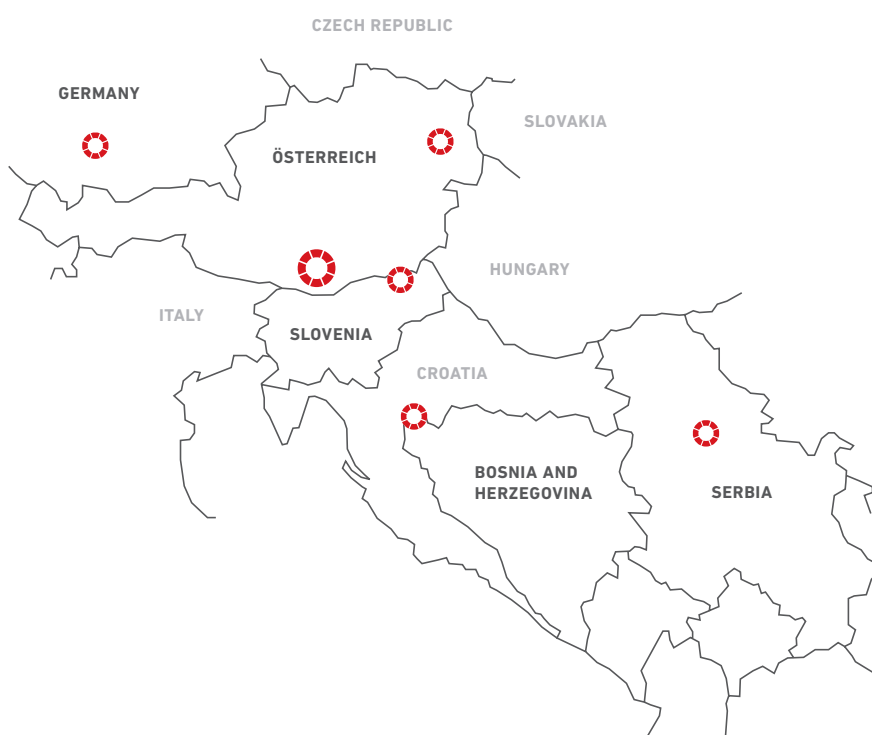 CZECH REPUBLIC
GERMANY
SLOVAKIA
ÖSTERREICH
HUNGARY
ITALY
SLOVENIA
CROATIA
BOSNIA AND
HERZEGOVINA
SERBIA